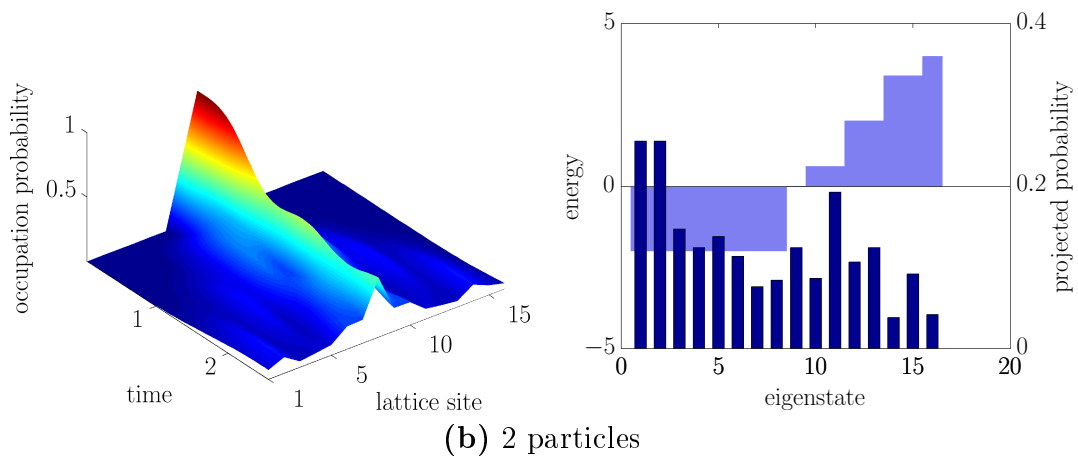 occupation probability
1
0.5
1
2
time
1
5
10
15
lattice site
5
0
−5
energy
0.4
0.2
0
projected probability
0
5
10
15
20
eigenstate
(b) 2 particles